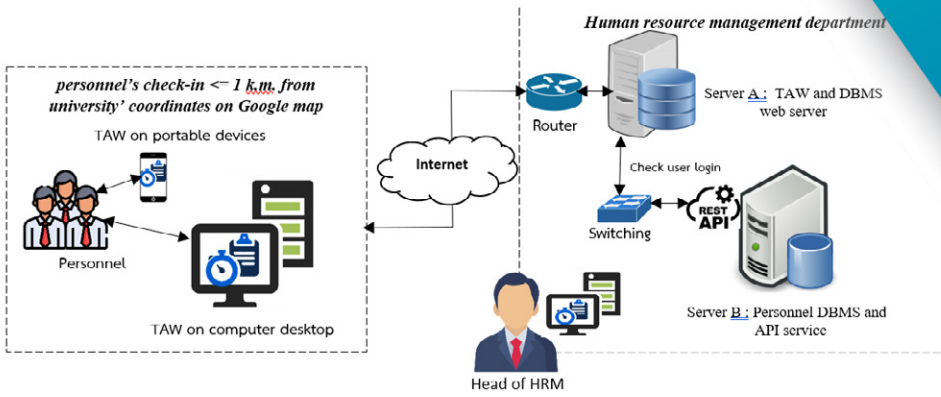 Human resource management department
personnel's check-in <= 1 k.m. from
university' coordinates on Google map
TAW on portable devices
Personnel
TAW on computer desktop
Internet
Router
Server A : TAW and DBMS
web server
Check user login
Switching
REST
API
Server B : Personnel DBMS and
API service
Head of HRM